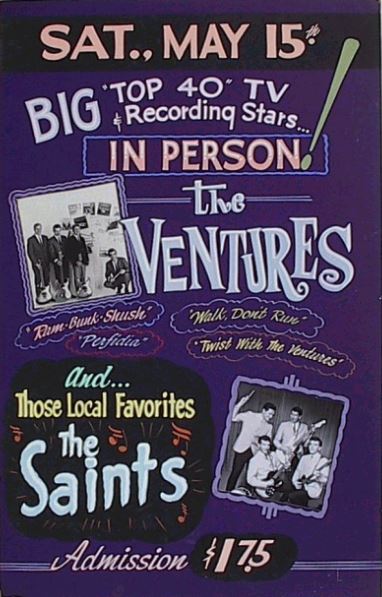 SAT., MAY 15th
BIG "TOP 40" TV
& Recording Stars...
IN PERSON!
the
VENTURES
"Ram-Bunk-Shush"
"Walk, Don't Run"
"Perfidia"
"Twist With The Ventures"
and...
Those Local Favorites
The
Saints
Admission $1.75